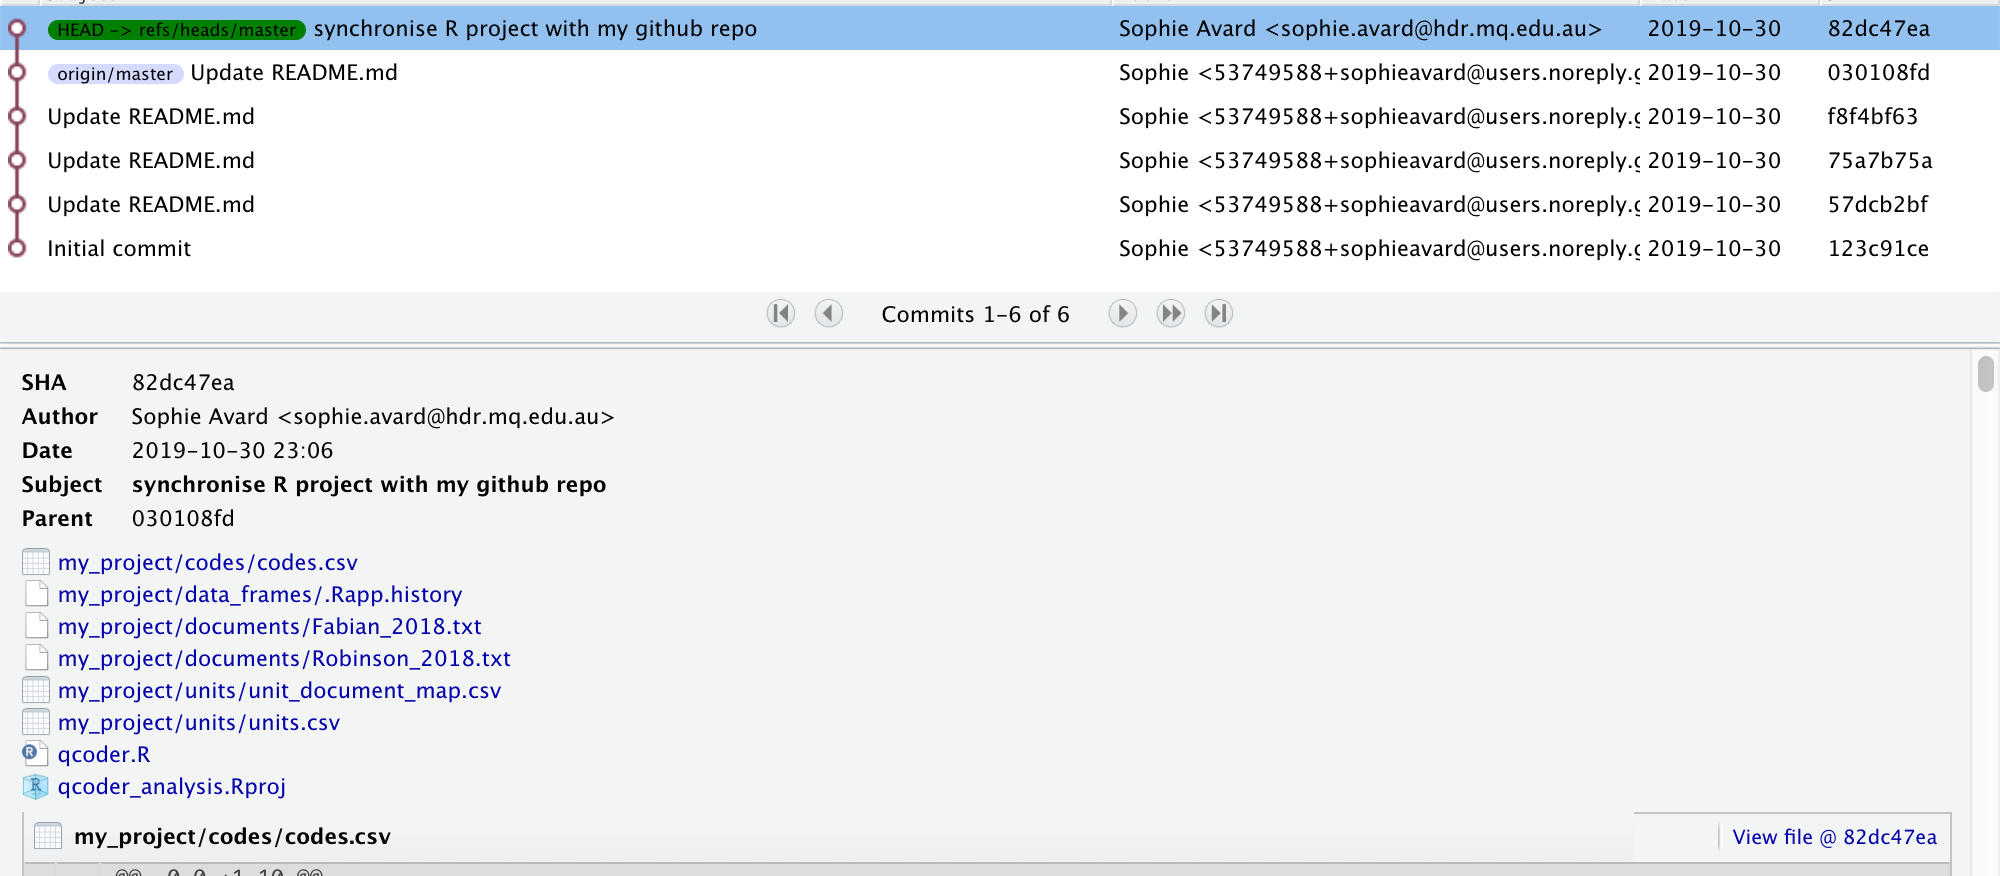 HEAD -> refs/heads/master synchronise R project with my github repo Sophie Avard <sophie.avard@hdr.mq.edu.au> 2019-10-30 82dc47ea
origin/master Update README.md Sophie <53749588+sophieavard@users.noreply.g 2019-10-30 030108fd
Update README.md Sophie <53749588+sophieavard@users.noreply.g 2019-10-30 f8f4bf63
Update README.md Sophie <53749588+sophieavard@users.noreply.g 2019-10-30 75a7b75a
Update README.md Sophie <53749588+sophieavard@users.noreply.g 2019-10-30 57dcb2bf
Initial commit Sophie <53749588+sophieavard@users.noreply.g 2019-10-30 123c91ce
Commits 1-6 of 6
SHA 82dc47ea
Author Sophie Avard <sophie.avard@hdr.mq.edu.au>
Date 2019-10-30 23:06
Subject synchronise R project with my github repo
Parent 030108fd
my_project/codes/codes.csv
my_project/data_frames/.Rapp.history
my_project/documents/Fabian_2018.txt
my_project/documents/Robinson_2018.txt
my_project/units/unit_document_map.csv
my_project/units/units.csv
qcoder.R
qcoder_analysis.Rproj
my_project/codes/codes.csv View file @ 82dc47ea
@@ -0,0 +1,10 @@